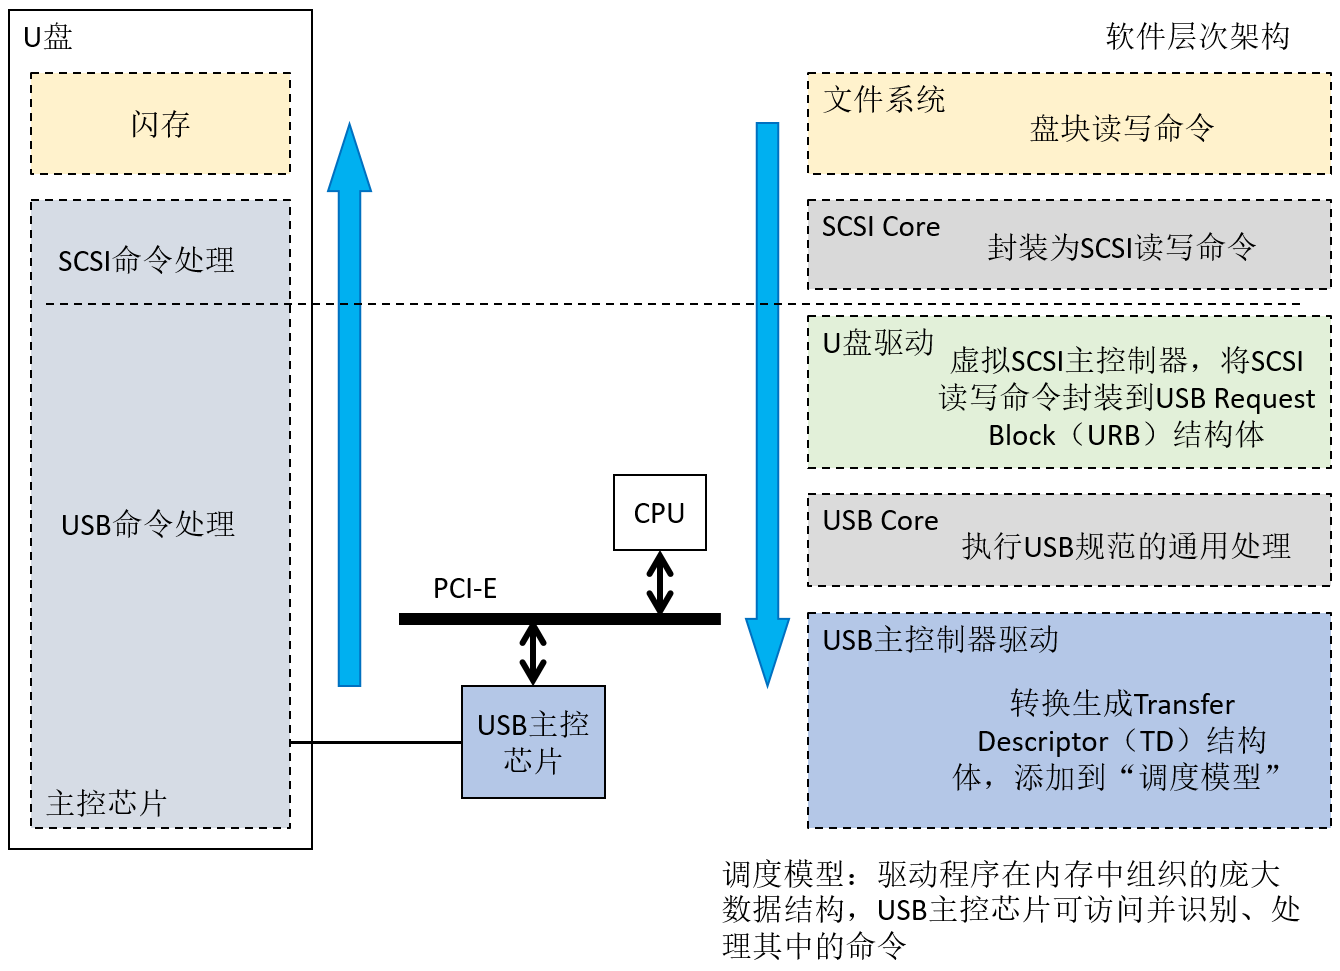 U盘
闪存
SCSI命令处理
USB命令处理
主控芯片
PCI-E
CPU
USB主控
芯片
软件层次架构
文件系统
盘块读写命令
SCSI Core
封装为SCSI读写命令
U盘驱动
虚拟SCSI主控制器，将SCSI
读写命令封装到USB Request
Block（URB）结构体
USB Core
执行USB规范的通用处理
USB主控制器驱动
转换生成Transfer
Descriptor（TD）结构
体，添加到“调度模型”
调度模型：驱动程序在内存中组织的庞大
数据结构，USB主控芯片可访问并识别、处
理其中的命令